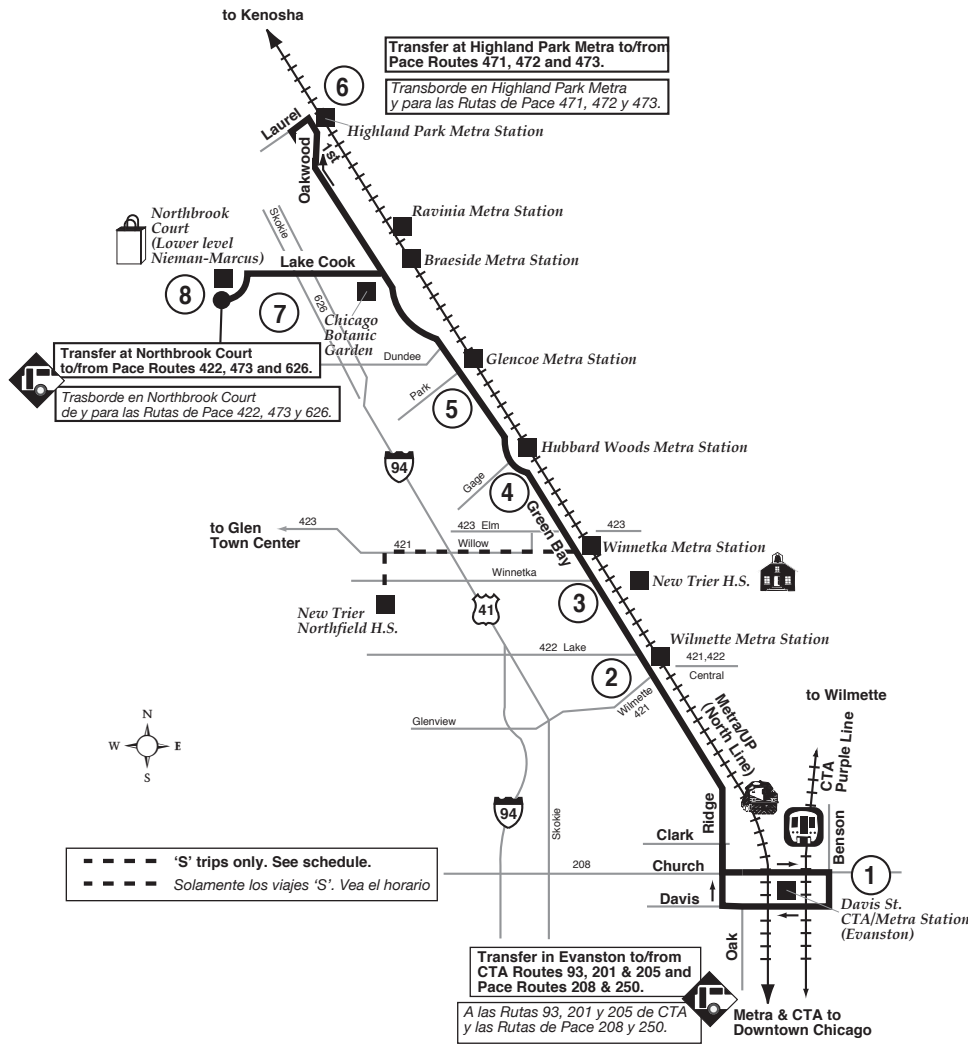 to Kenosha
Transfer at Highland Park Metra to/from
Pace Routes 471, 472 and 473.
Transborde en Highland Park Metra
y para las Rutas de Pace 471, 472 y 473.
6
Laurel
Highland Park Metra Station
1st
Oakwood
Skokie
Northbrook
Court
(Lower level
Nieman-Marcus)
Ravinia Metra Station
Lake Cook
Braeside Metra Station
8
7
626
Chicago
Botanic
Garden
Transfer at Northbrook Court
to/from Pace Routes 422, 473 and 626.
Trasborde en Northbrook Court
de y para las Rutas de Pace 422, 473 y 626.
Dundee
Glencoe Metra Station
Park
5
Hubbard Woods Metra Station
94
Gage
4
Green Bay
to Glen
Town Center
423
423 Elm
423
421
Willow
Winnetka Metra Station
Winnetka
New Trier H.S.
3
New Trier
Northfield H.S.
41
Wilmette Metra Station
422 Lake
421,422
Central
2
Wilmette
421
Glenview
Metra/UP
(North Line)
to Wilmette
CTA
Purple Line
N
W
E
S
94
Skokie
Ridge
Benson
Clark
'S' trips only. See schedule.
Solamente los viajes 'S'. Vea el horario
208
Church
1
Davis
Davis St.
CTA/Metra Station
(Evanston)
Oak
Transfer in Evanston to/from
CTA Routes 93, 201 & 205 and
Pace Routes 208 & 250.
A las Rutas 93, 201 y 205 de CTA
y las Rutas de Pace 208 y 250.
Metra & CTA to
Downtown Chicago